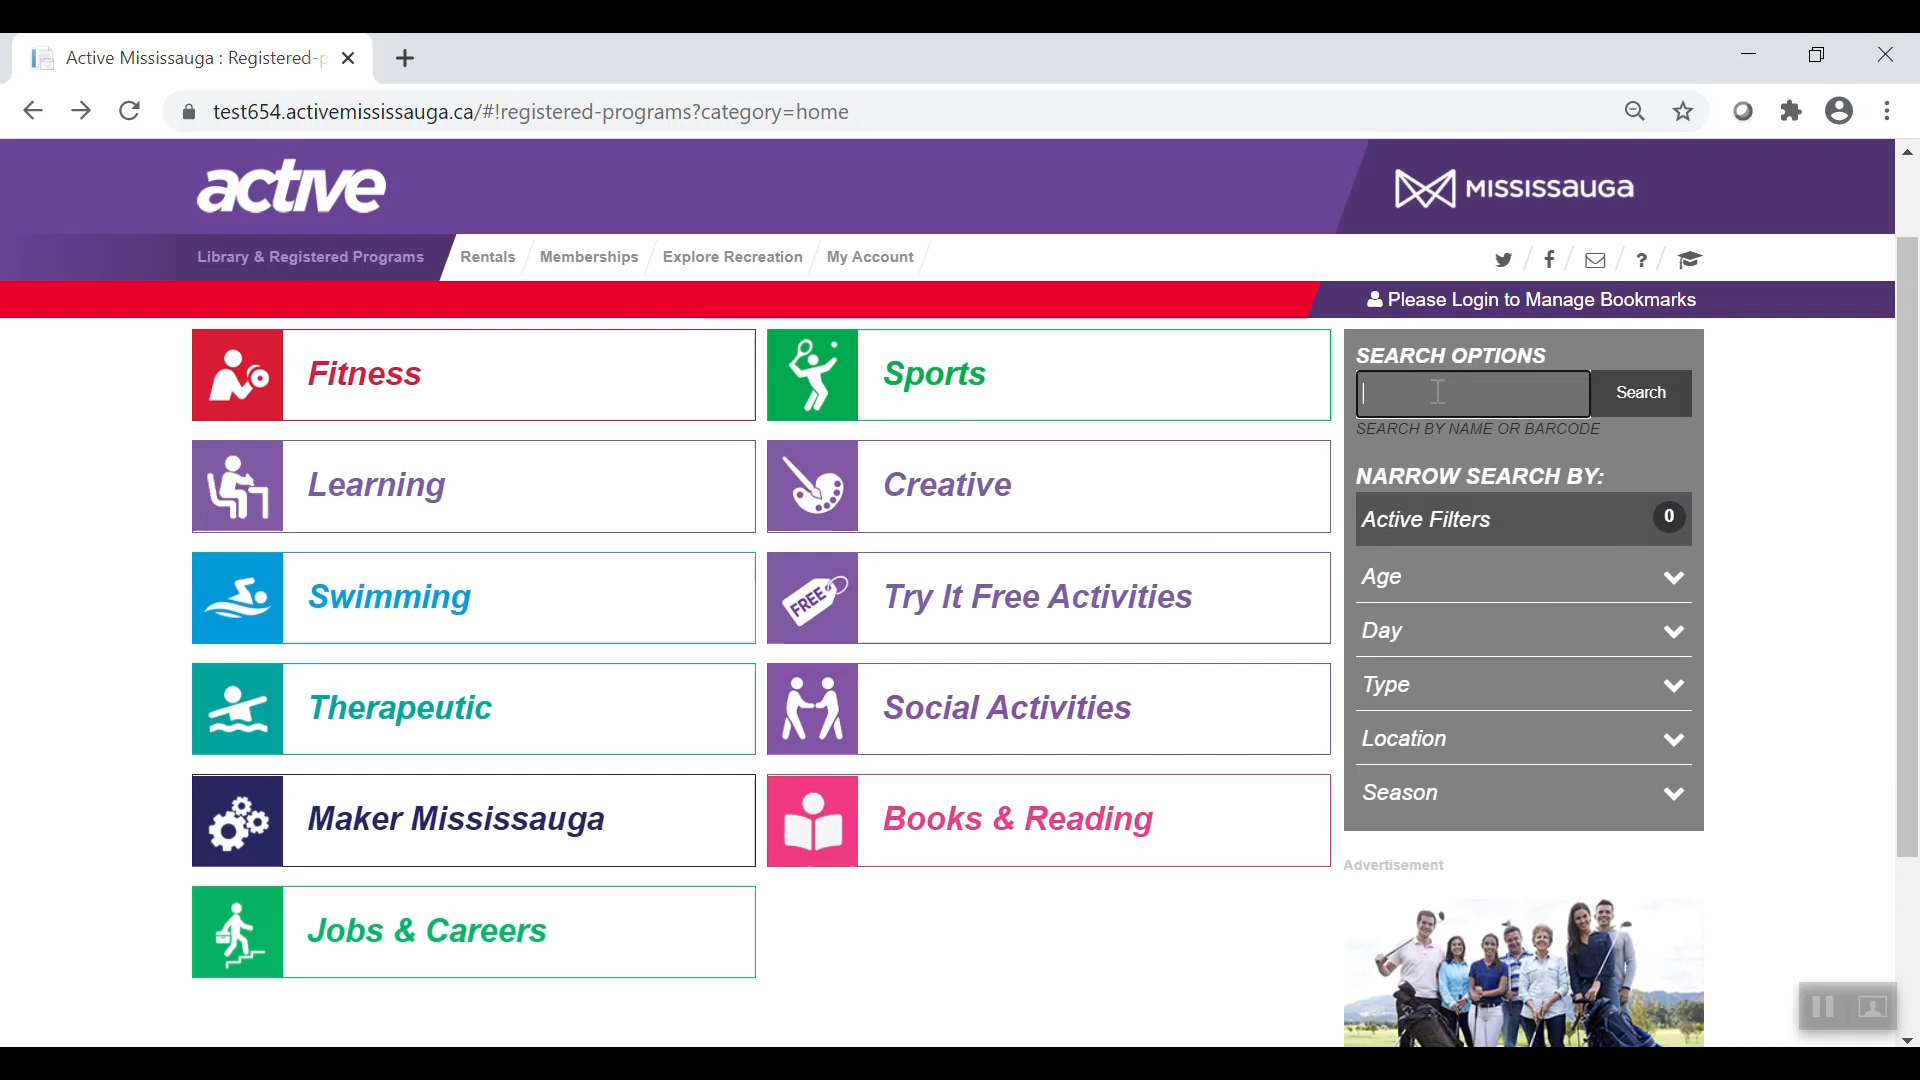 Active Mississauga : Registered-p
test654.activemississauga.ca/#!registered-programs?category=home
active
MISSISSAUGA
Library & Registered Programs
Rentals
Memberships
Explore Recreation
My Account
?
Please Login to Manage Bookmarks
Fitness
Sports
Learning
Creative
Swimming
FREE
Try It Free Activities
Therapeutic
Social Activities
Maker Mississauga
Books & Reading
Jobs & Careers
SEARCH OPTIONS
Search
SEARCH BY NAME OR BARCODE
NARROW SEARCH BY:
Active Filters 0
Age
Day
Type
Location
Season
Advertisement